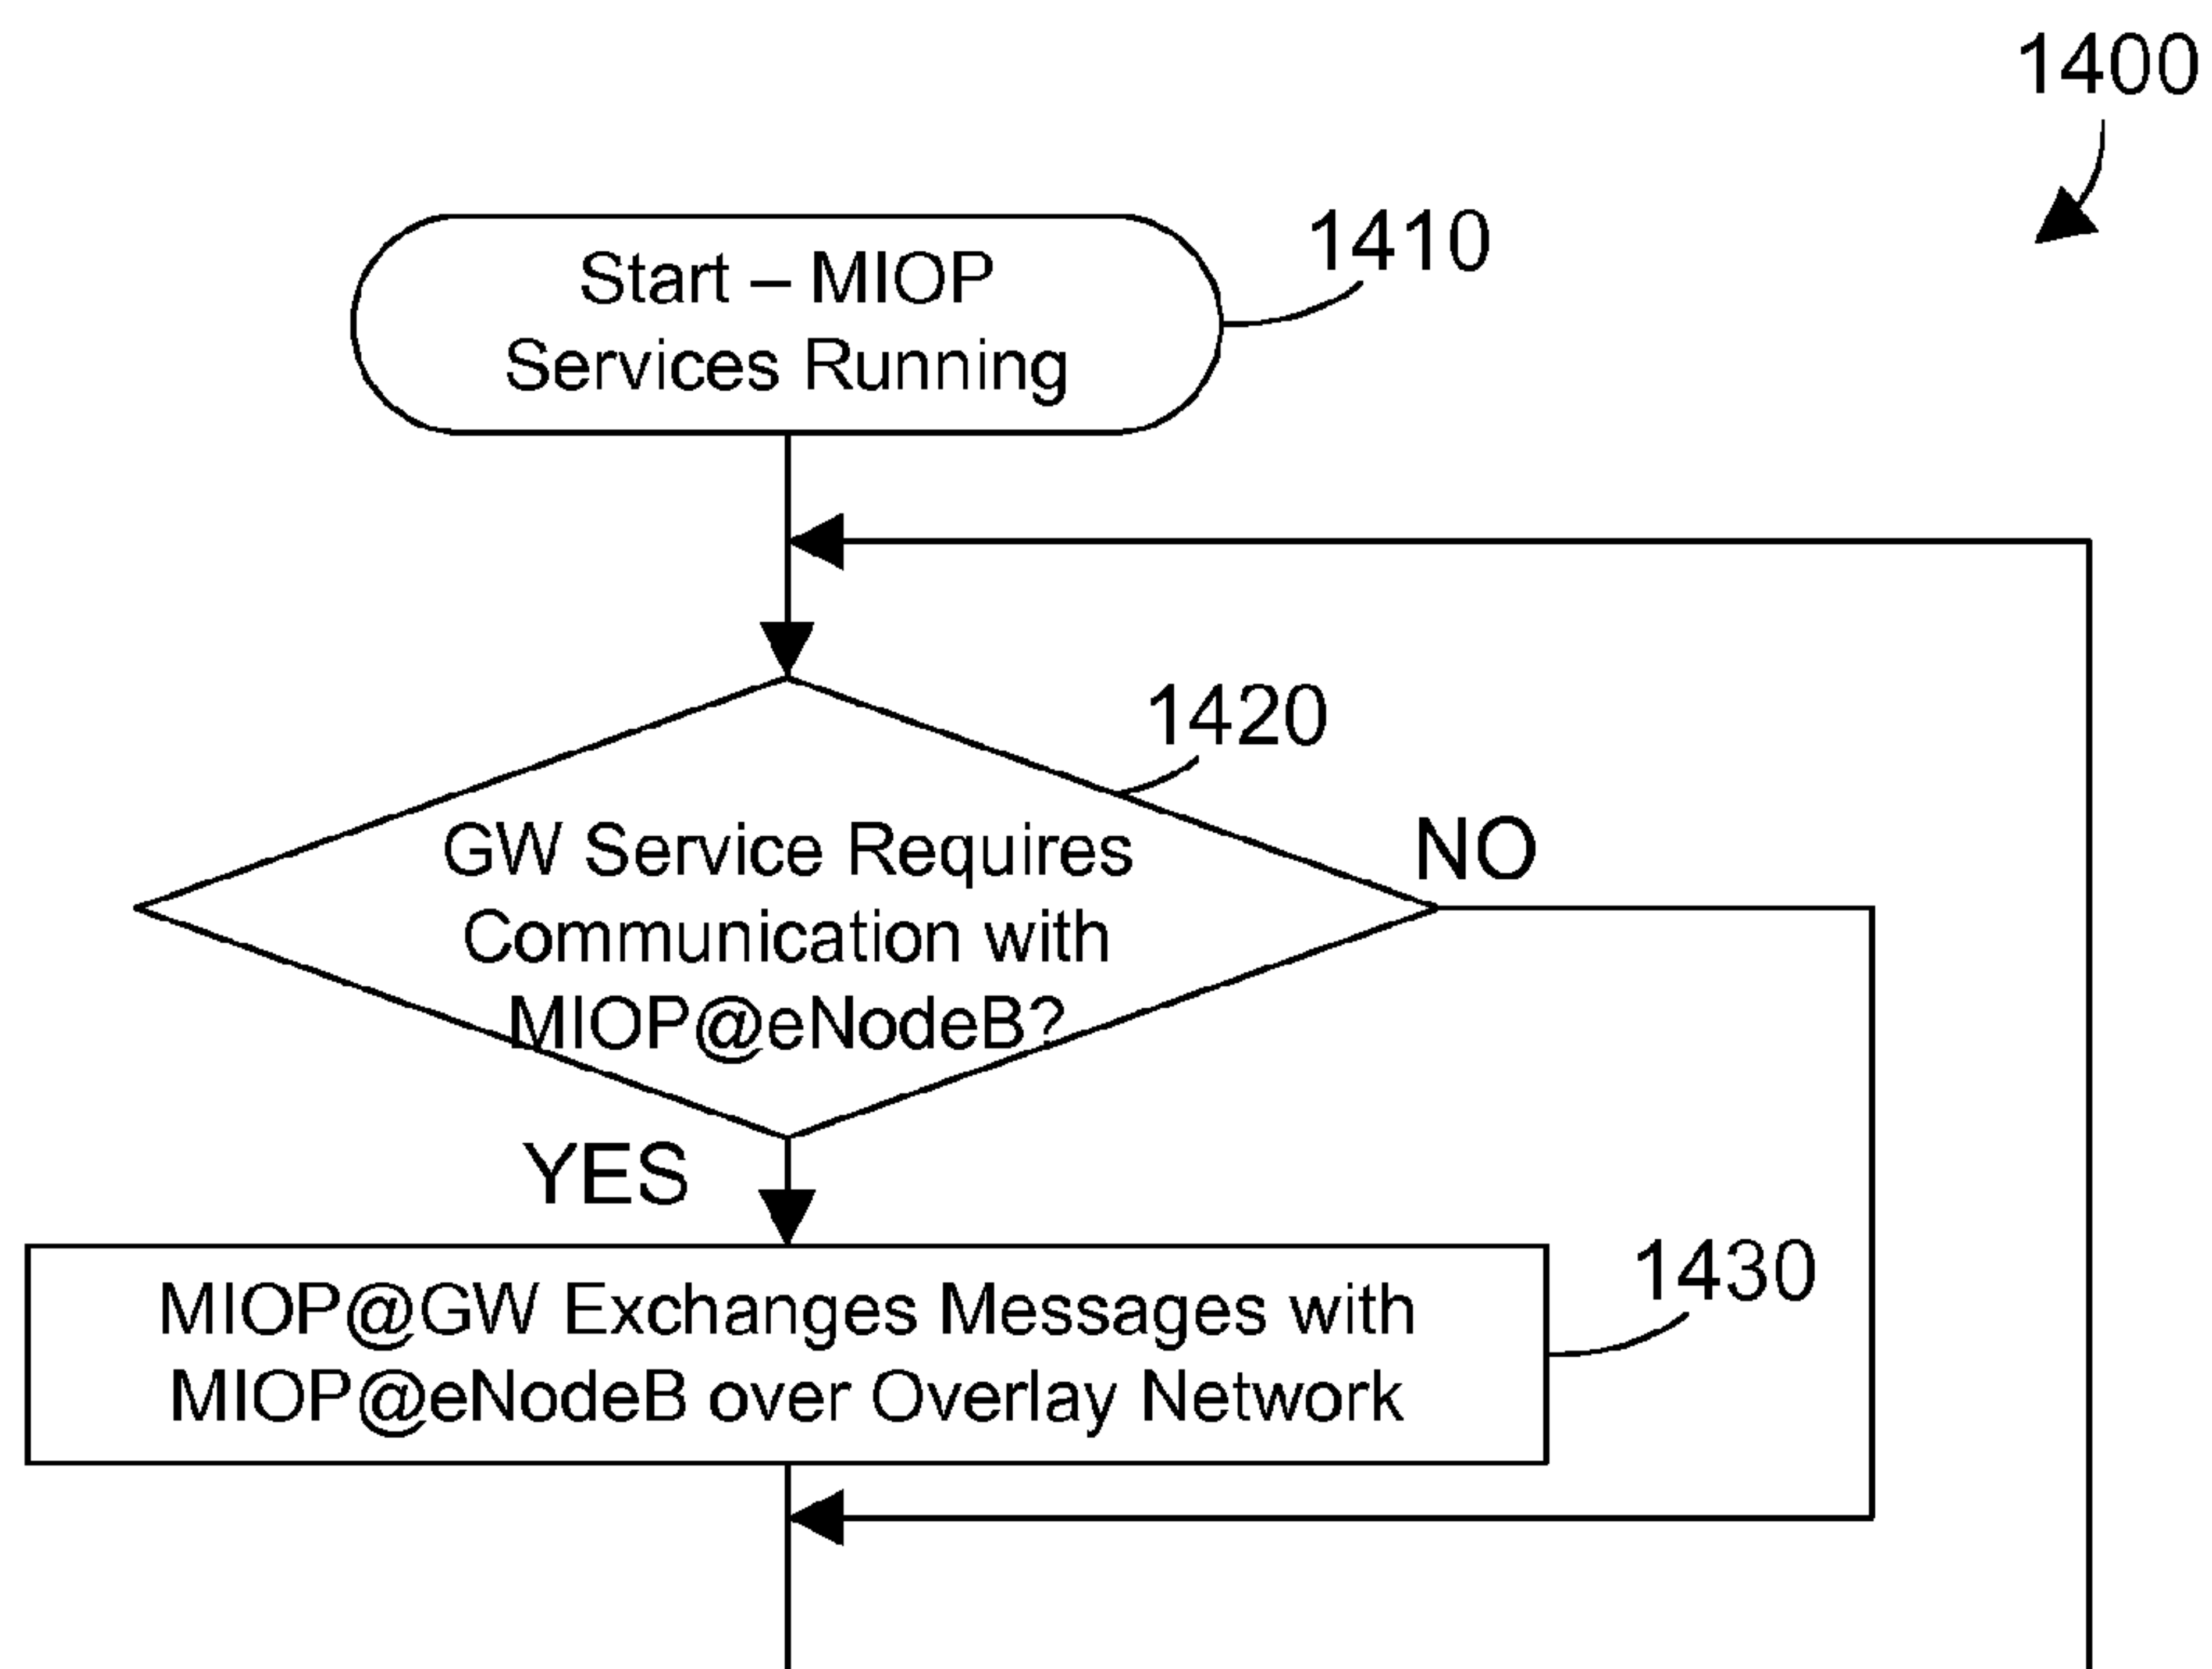 1400
1410
Start – MIOP
Services Running
1420
GW Service Requires
Communication with
MIOP@eNodeB?
NO
YES
1430
MIOP@GW Exchanges Messages with
MIOP@eNodeB over Overlay Network